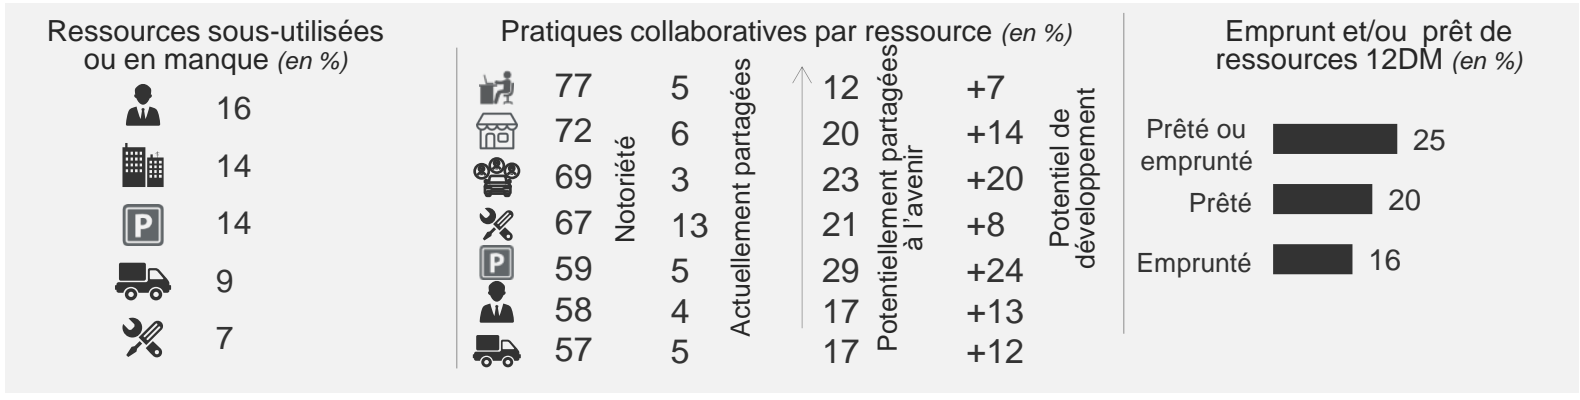 Ressources sous-utilisées
ou en manque (en %)
16
14
P 14
9
7
Pratiques collaboratives par ressource (en %)
77 5 12 +7
72 6 20 +14
69 3 23 +20
67 13 21 +8
P 59 5 29 +24
58 4 17 +13
57 5 17 +12
Notoriété
Actuellement partagées
Potentiellement partagées
à l'avenir
Potentiel de
développement
Emprunt et/ou prêt de
ressources 12DM (en %)
Prêté ou
emprunté 25
Prêté 20
Emprunté 16